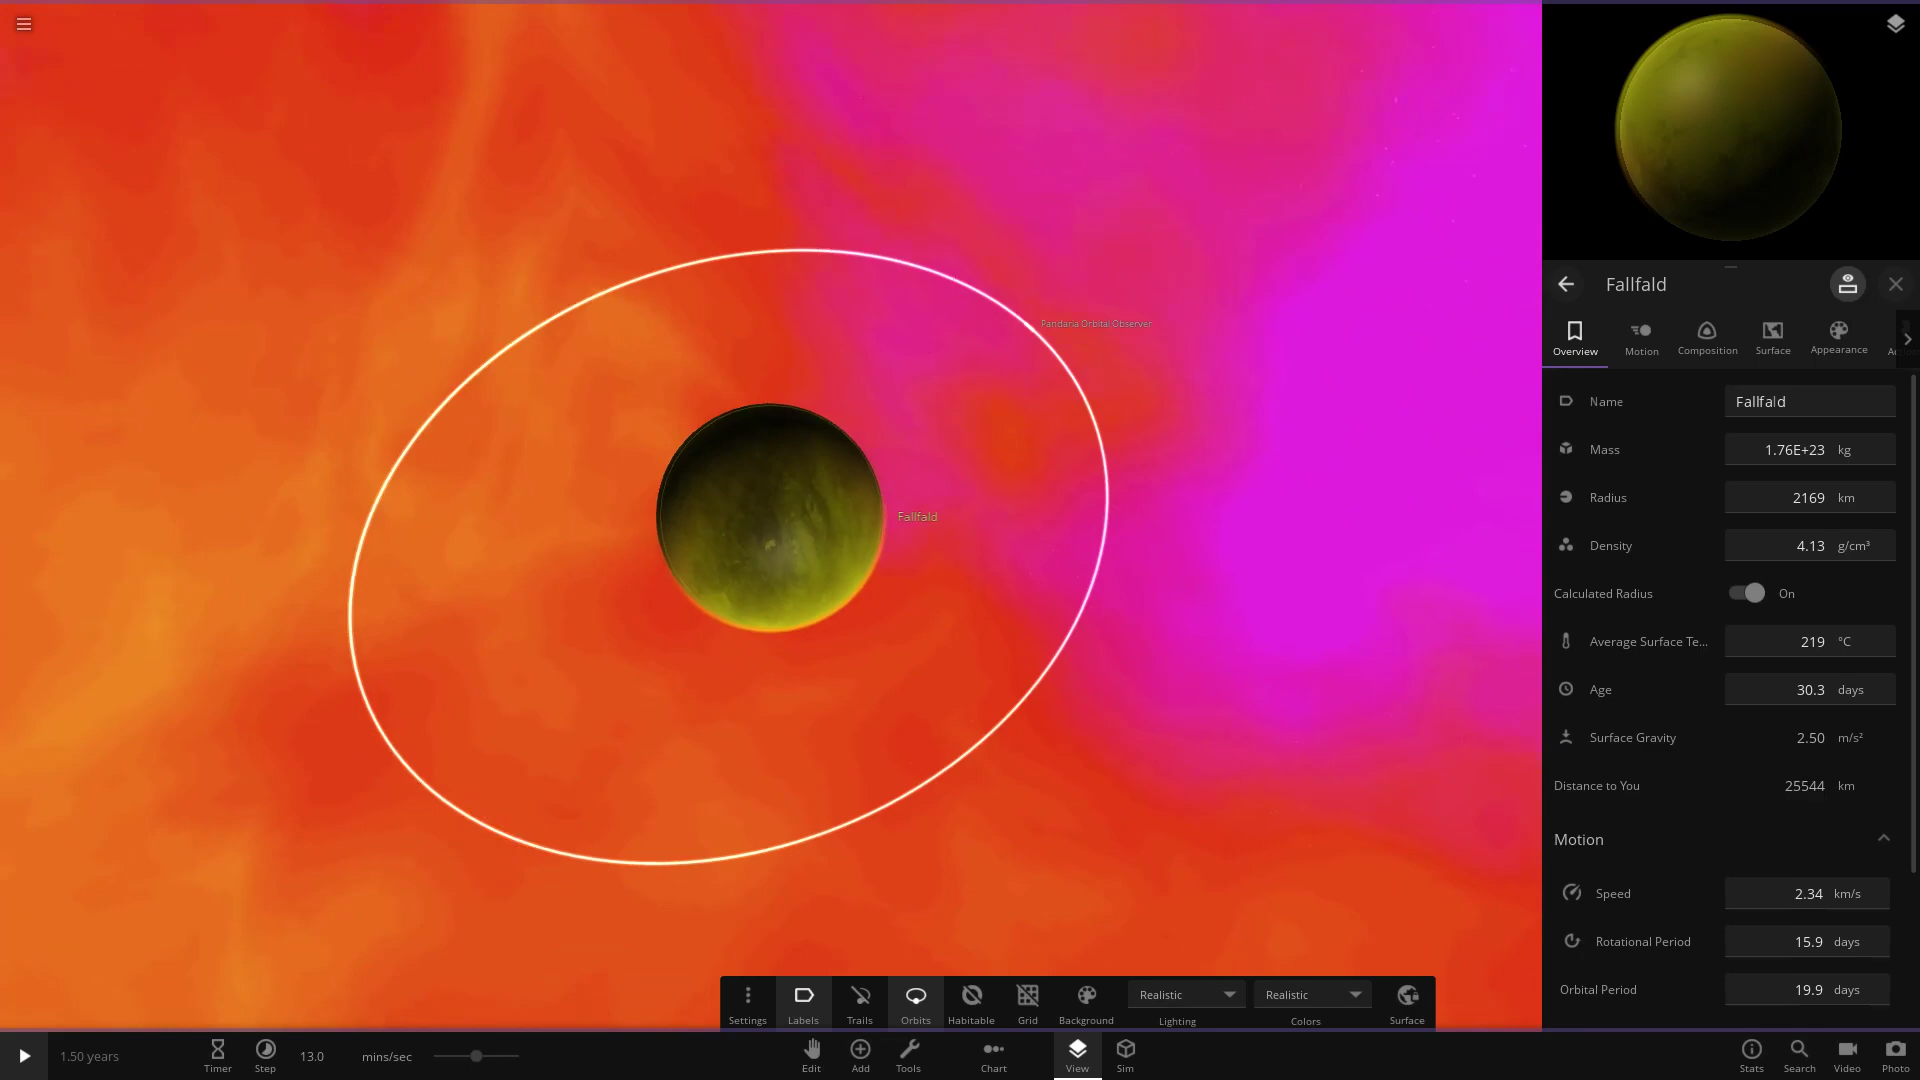 Pandana Orbital Observer
Fallfald
Fallfald
Overview
Motion
Composition
Surface
Appearance
Name
Fallfald
Mass
1.76E+23 kg
Radius
2169 km
Density
4.13 g/cm³
Calculated Radius
On
Average Surface Te...
219 °C
Age
30.3 days
Surface Gravity
2.50 m/s²
Distance to You
25544 km
Motion
Speed
2.34 km/s
Rotational Period
15.9 days
Orbital Period
19.9 days
Settings
Labels
Trails
Orbits
Habitable
Grid
Background
Realistic
Lighting
Realistic
Colors
Surface
1.50 years
Timer
Step
13.0 mins/sec
Edit
Add
Tools
Chart
View
Sim
Stats
Search
Video
Photo